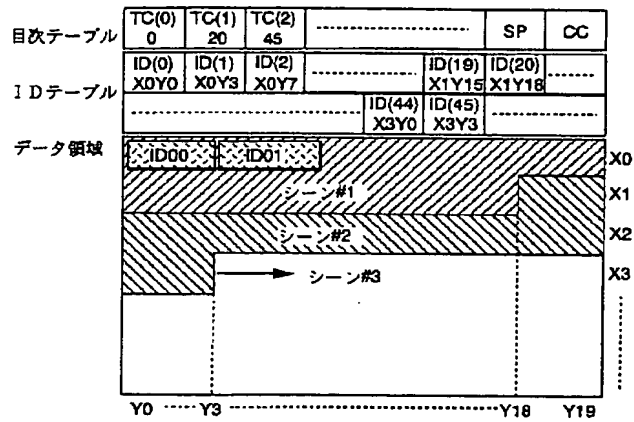 目次テーブル
TC(0) TC(1) TC(2) SP CC
0 20 45
IDテーブル
ID(0) ID(1) ID(2) ID(19) ID(20)
X0Y0 X0Y3 X0Y7 X1Y15 X1Y18
ID(44) ID(45)
X3Y0 X3Y3
データ領域
ID00 ID01
X0
シーン#1
X1
シーン#2
X2
シーン#3
X3
Y0 Y3 Y18 Y19